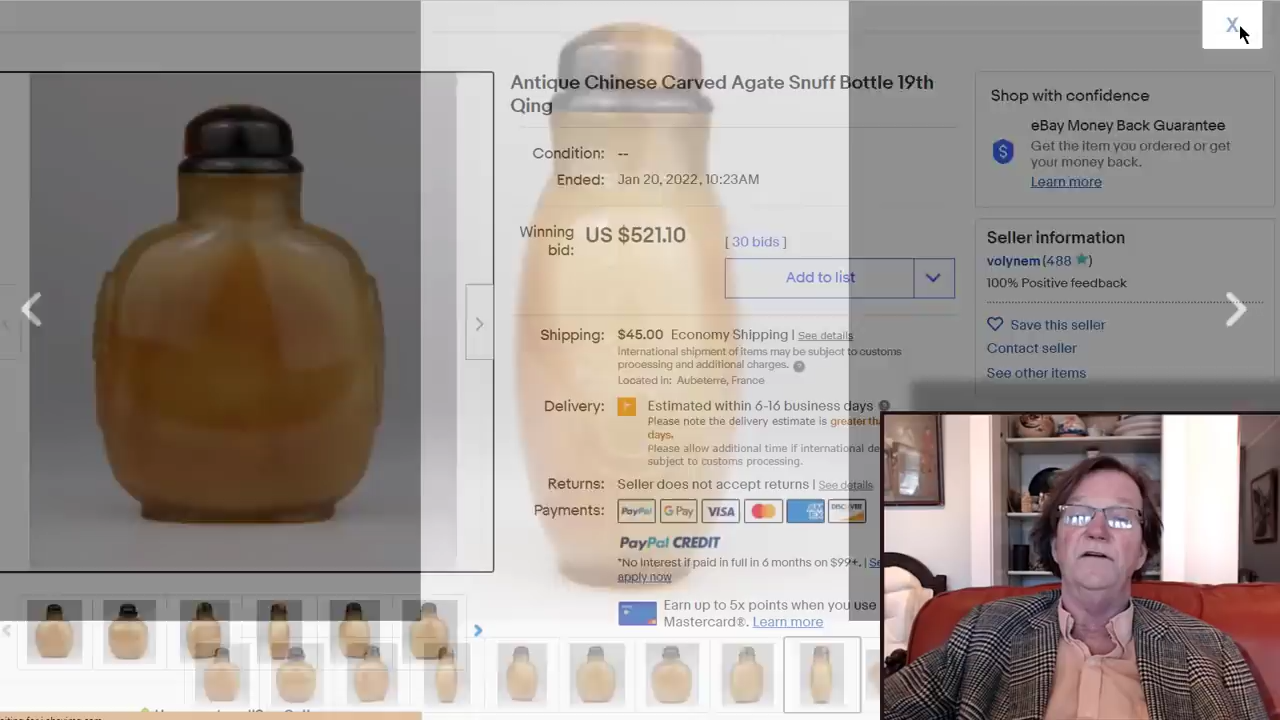 X
Antique Chinese Carved Agate Snuff Bottle 19th
Qing
Condition: --
Ended: Jan 20, 2022, 10:23AM
Winning bid: US $521.10
[ 30 bids ]
Add to list
Shipping: $45.00 Economy Shipping | See details
International shipment of items may be subject to customs
processing and additional charges.
Located in: Aubeterre, France
Delivery: Estimated within 6-16 business days
Please note the delivery estimate is greater
days.
Please allow additional time if international
subject to customs processing.
Returns: Seller does not accept returns | See details
Payments: PayPal G Pay VISA AM EX DISCOVER
PayPal CREDIT
*No interest if paid in full in 6 months on $99+. |
apply now
Earn up to 5x points when you use
Mastercard®. Learn more
Shop with confidence
eBay Money Back Guarantee
Get the item you ordered or get
your money back.
Learn more
Seller information
volynem (488 )
100% Positive feedback
Save this seller
Contact seller
See other items